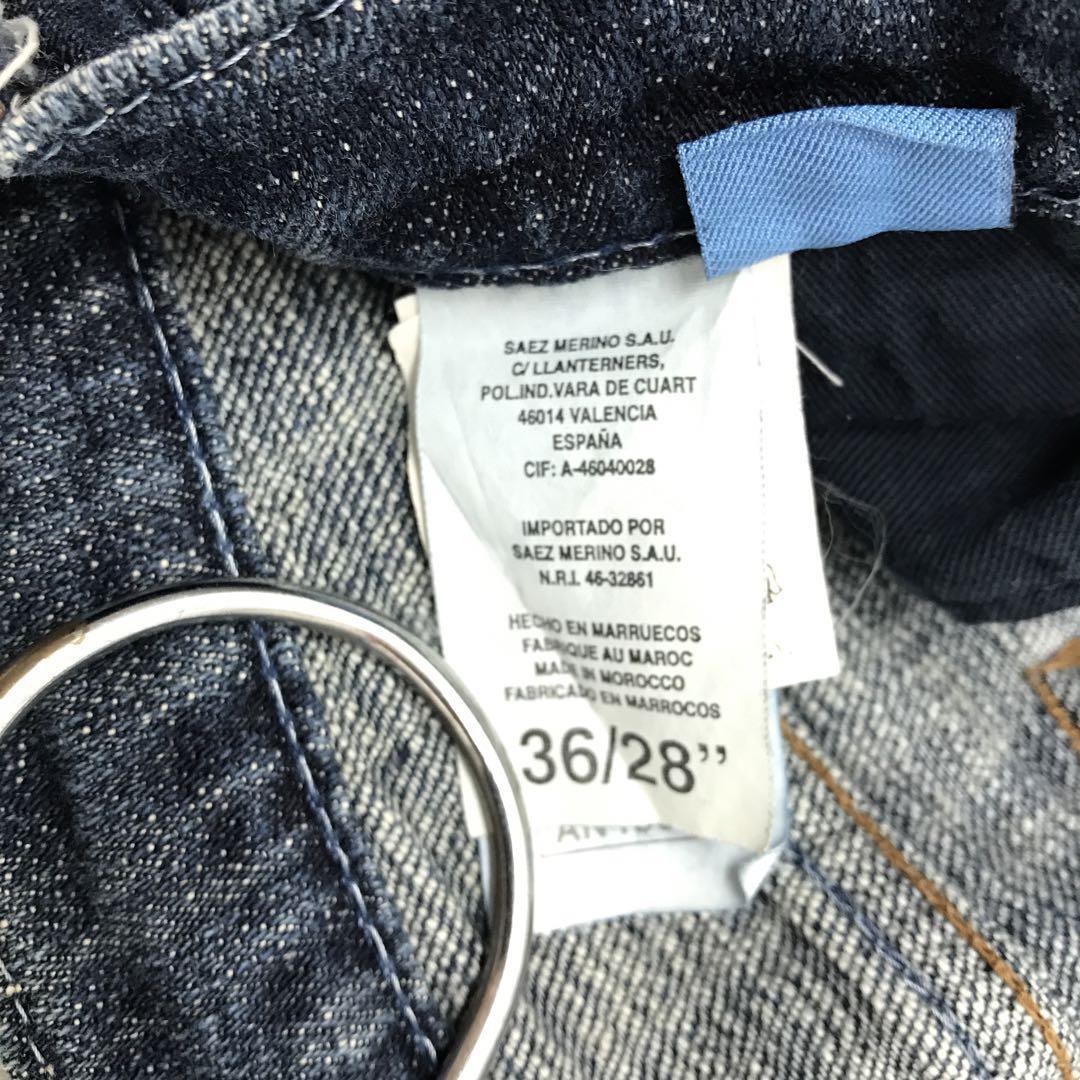 SAEZ MERINO S.A.U.
C/ LLANTERNERS,
POL.IND.VARA DE CUART
46014 VALENCIA
ESPAÑA
CIF: A-46040028
IMPORTADO POR
SAEZ MERINO S.A.U.
N.R.I. 46-32861
HECHO EN MARRUECOS
FABRIQUE AU MAROC
MADE IN MOROCCO
FABRICADO EN MARROCOS
36/28”